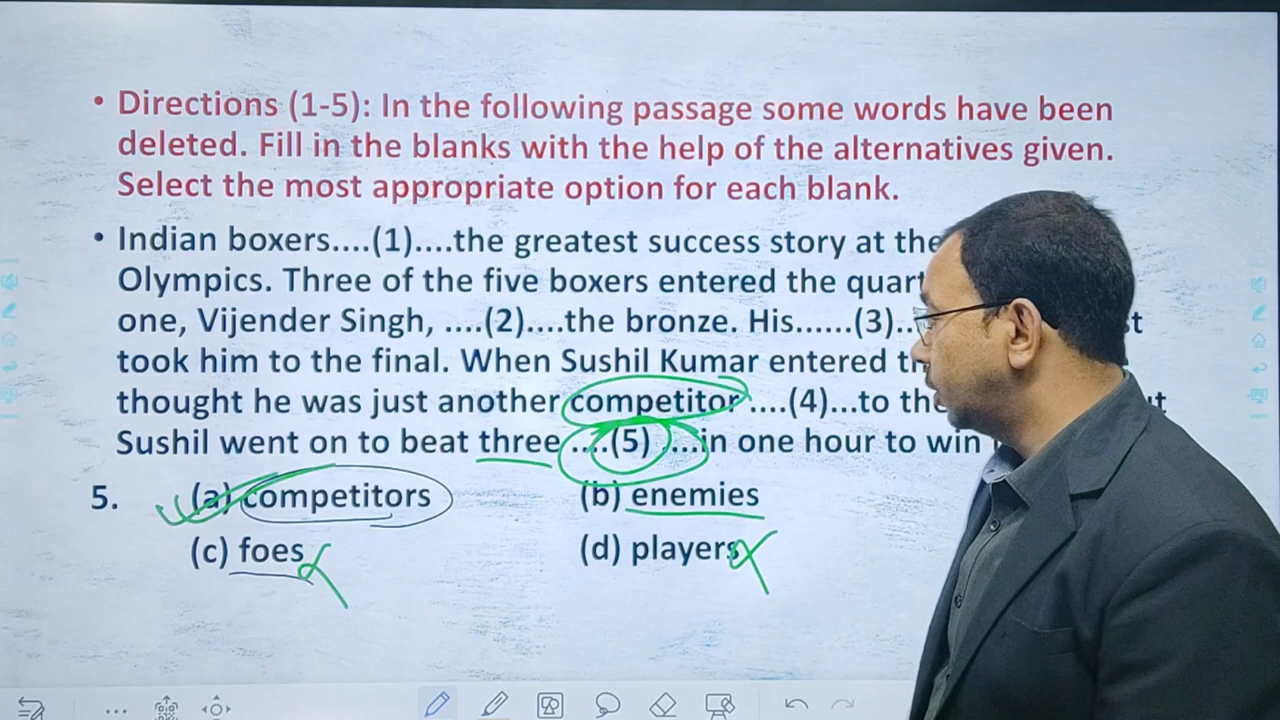 • Directions (1-5): In the following passage some words have been
deleted. Fill in the blanks with the help of the alternatives given.
Select the most appropriate option for each blank.
• Indian boxers....(1)....the greatest success story at the
Olympics. Three of the five boxers entered the quart
one, Vijender Singh, ....(2)....the bronze. His......(3)... t
took him to the final. When Sushil Kumar entered th
thought he was just another competitor ....(4)...to the t
Sushil went on to beat three ....(5) ....in one hour to win
5. (a) competitors (b) enemies
(c) foes (d) players